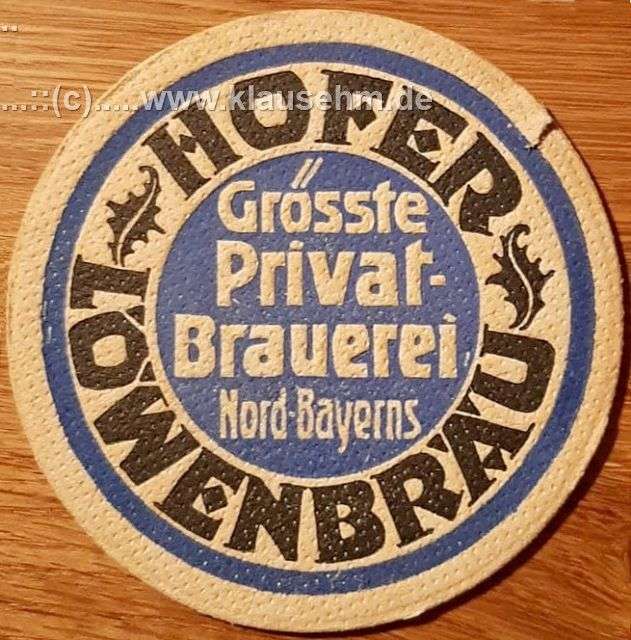 ...::(c).....www.klausehm.de
HOFER
Grösste
Privat-
Brauerei
Nord-Bayerns
LÖWENBRÄU